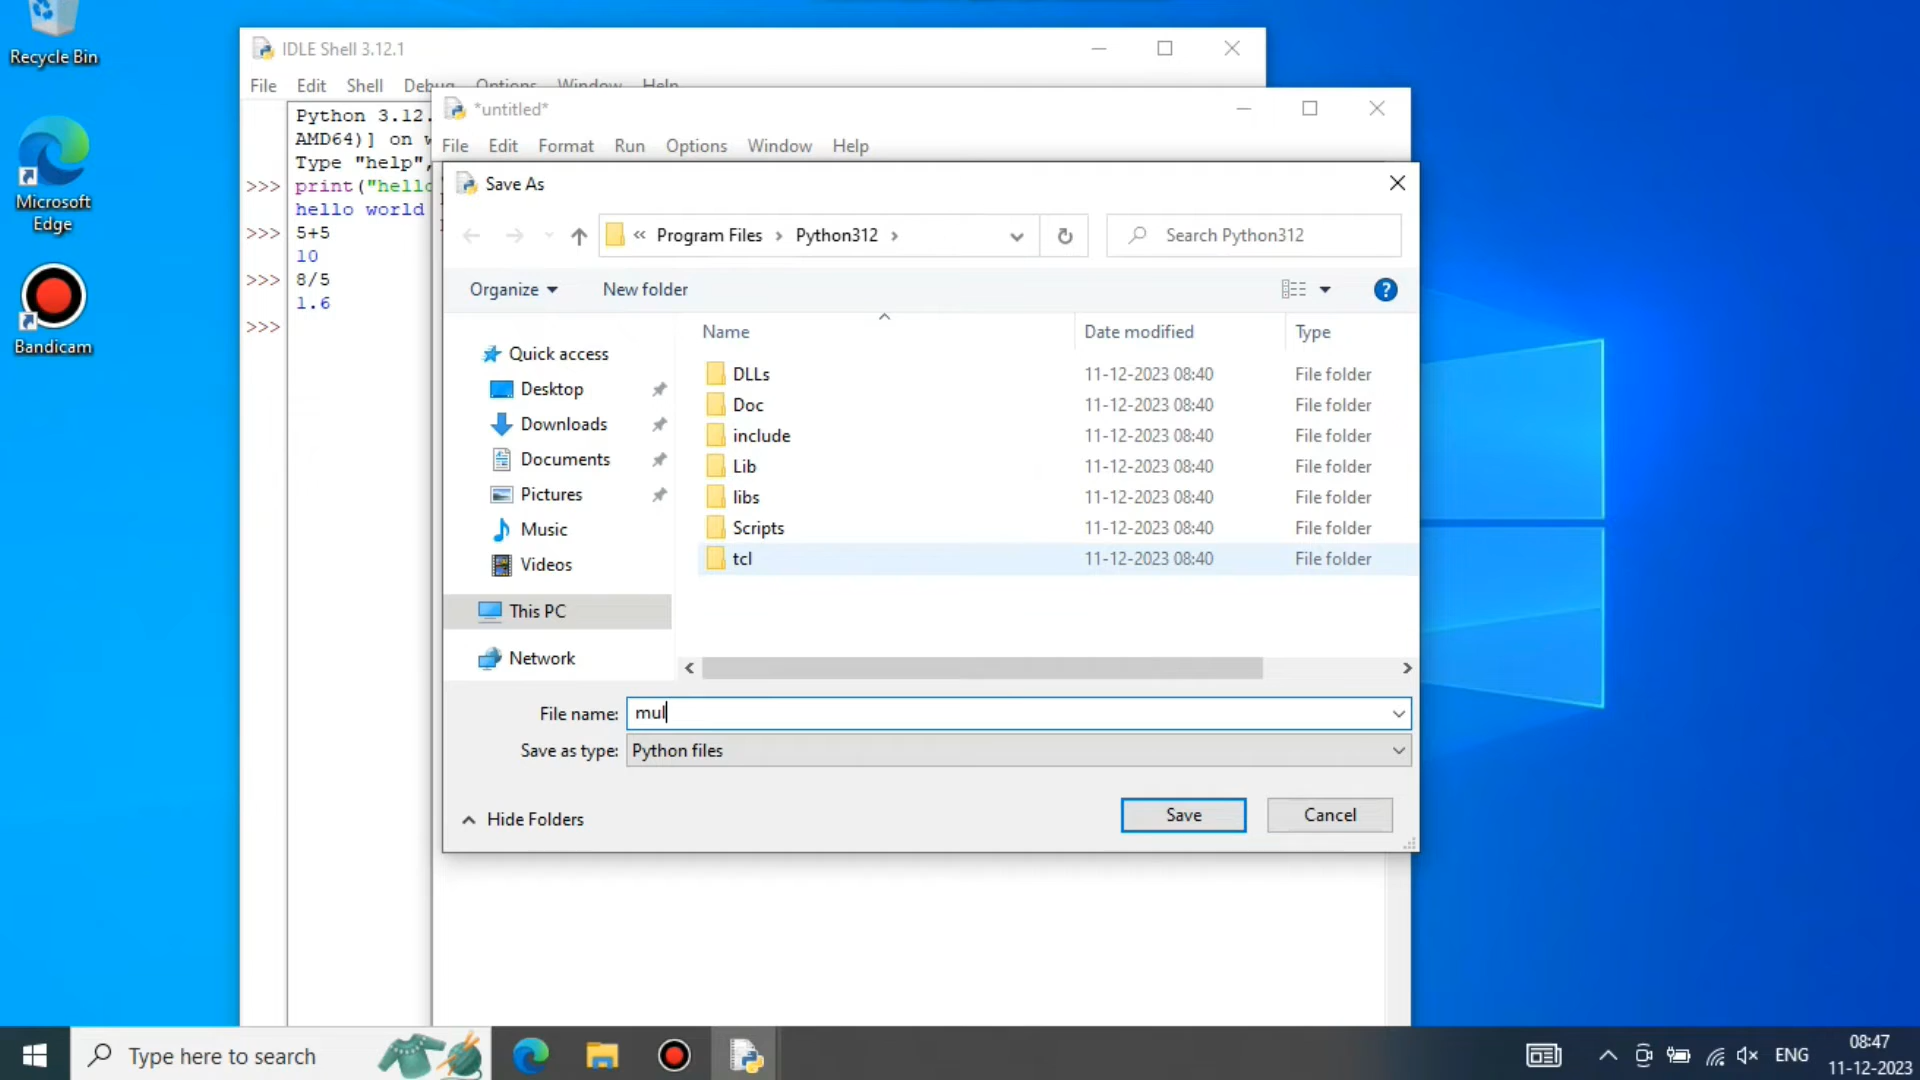 Recycle Bin
Microsoft
Edge
Bandicam
IDLE Shell 3.12.1
File Edit Shell Debug Options Window Help
Python 3.12.
AMD64)] on w
Type "help",
>>> print("hello
hello world
>>> 5+5
10
>>> 8/5
1.6
>>>
*untitled*
File Edit Format Run Options Window Help
Save As
« Program Files › Python312 ›
Search Python312
Organize
New folder
?
Name Date modified Type
Quick access
Desktop
Downloads
Documents
Pictures
Music
Videos
This PC
Network
DLLs 11-12-2023 08:40 File folder
Doc 11-12-2023 08:40 File folder
include 11-12-2023 08:40 File folder
Lib 11-12-2023 08:40 File folder
libs 11-12-2023 08:40 File folder
Scripts 11-12-2023 08:40 File folder
tcl 11-12-2023 08:40 File folder
File name: mul
Save as type: Python files
Hide Folders
Save
Cancel
Type here to search
ENG
08:47
11-12-2023